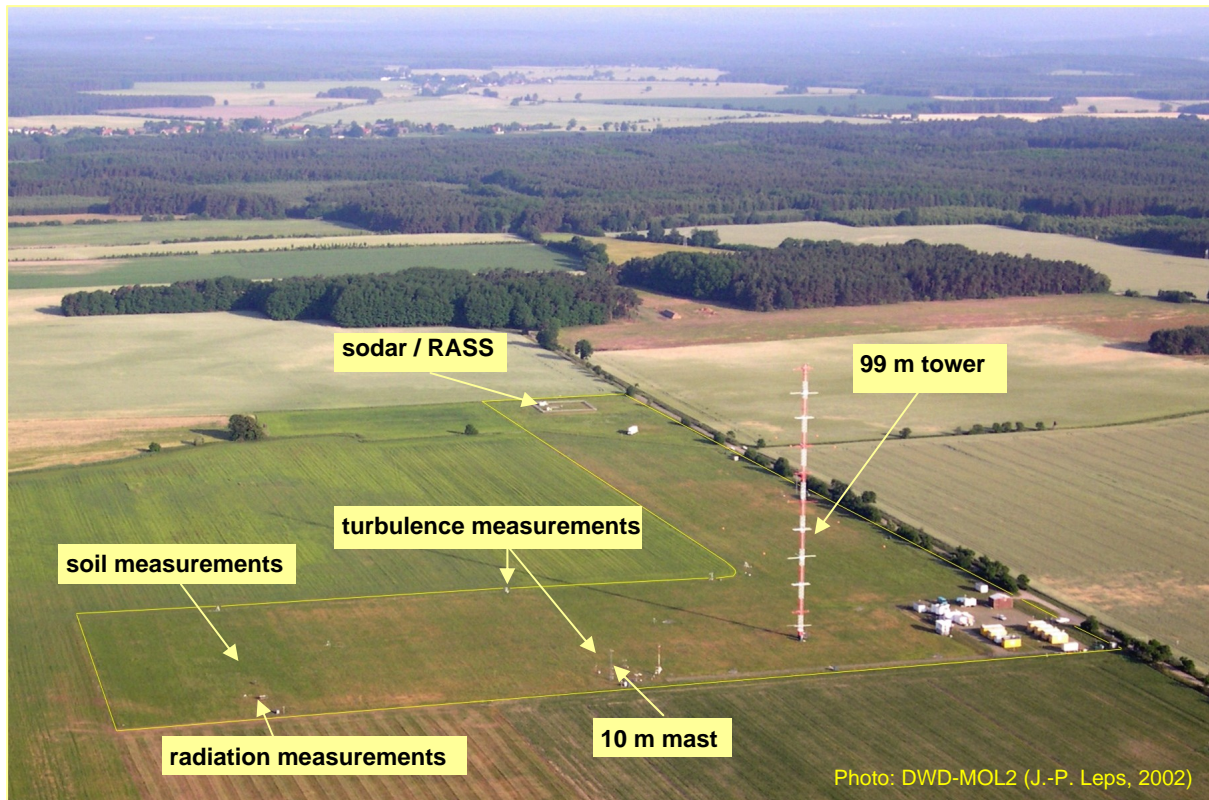 sodar / RASS
99 m tower
turbulence measurements
soil measurements
10 m mast
radiation measurements
Photo: DWD-MOL2 (J.-P. Leps, 2002)